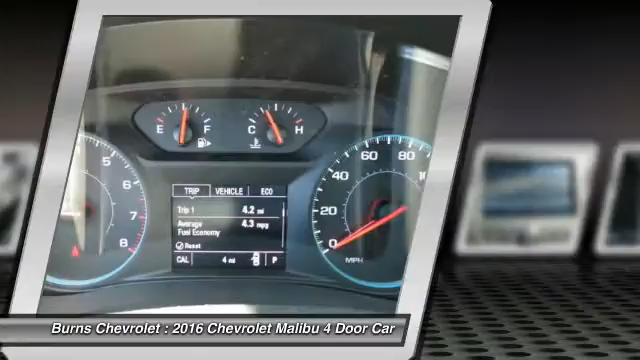 E F C H
5
6
7
8
TRIP VEHICLE ECO
Trip 1 4.2 mi
Average 4.3 mpg
Fuel Economy
Reset
CAL 4 mi P
0
20
40
60
80
MPH
Burns Chevrolet : 2016 Chevrolet Malibu 4 Door Car